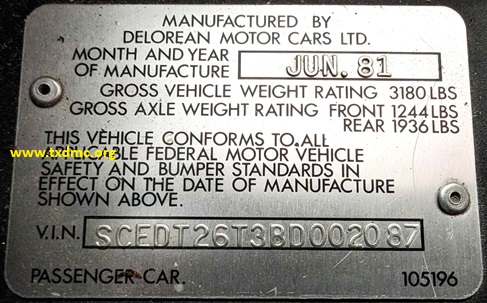 MANUFACTURED BY
DELOREAN MOTOR CARS LTD.
MONTH AND YEAR
OF MANUFACTURE JUN. 81
GROSS VEHICLE WEIGHT RATING 3180 LBS
GROSS AXLE WEIGHT RATING FRONT 1244 LBS
REAR 1936 LBS
THIS VEHICLE CONFORMS TO ALL
www.txdmc.org
FEDERAL MOTOR VEHICLE
SAFETY AND BUMPER STANDARDS IN
EFFECT ON THE DATE OF MANUFACTURE
SHOWN ABOVE.
V.I.N. SCEDT26T3BD002087
PASSENGER CAR. 105196